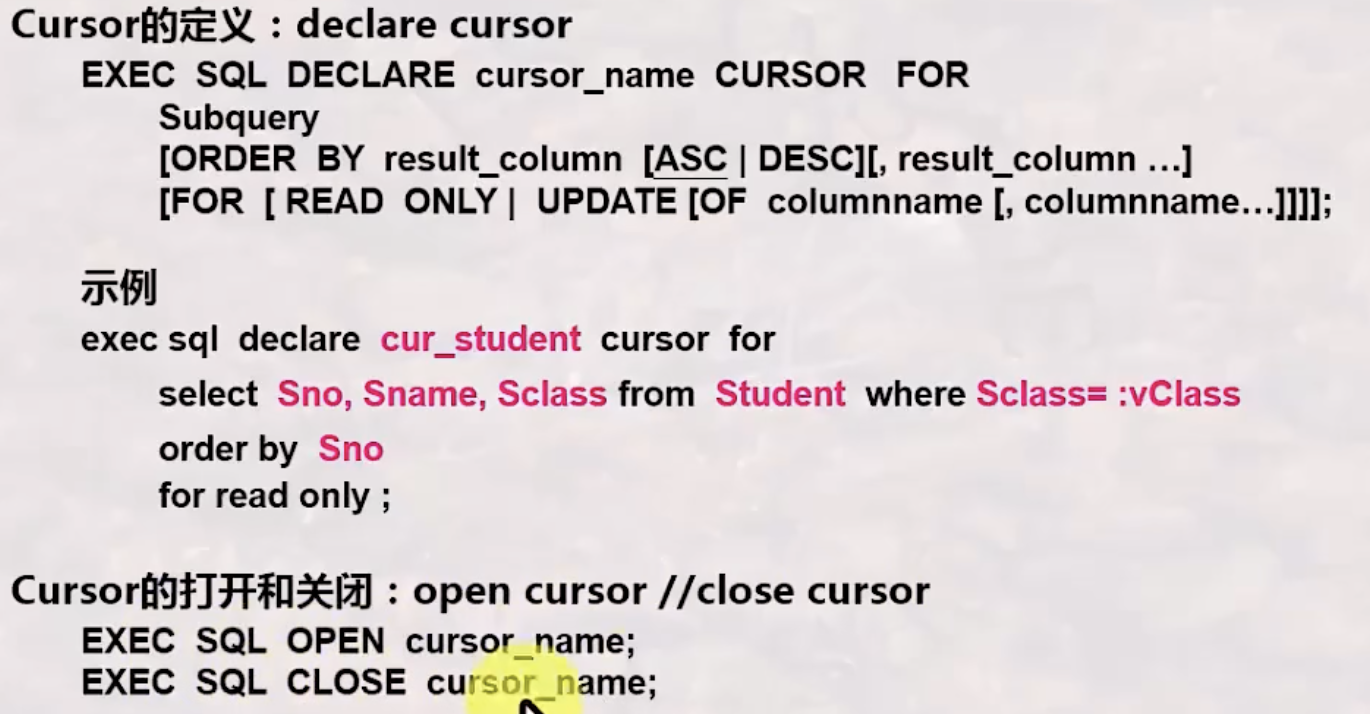 Cursor的定义：declare cursor
EXEC SQL DECLARE cursor_name CURSOR FOR
Subquery
[ORDER BY result_column [ASC | DESC][, result_column …]
[FOR [ READ ONLY | UPDATE [OF columnname [, columnname…]]]];
示例
exec sql declare cur_student cursor for
select Sno, Sname, Sclass from Student where Sclass= :vClass
order by Sno
for read only ;
Cursor的打开和关闭：open cursor //close cursor
EXEC SQL OPEN cursor_name;
EXEC SQL CLOSE cursor_name;